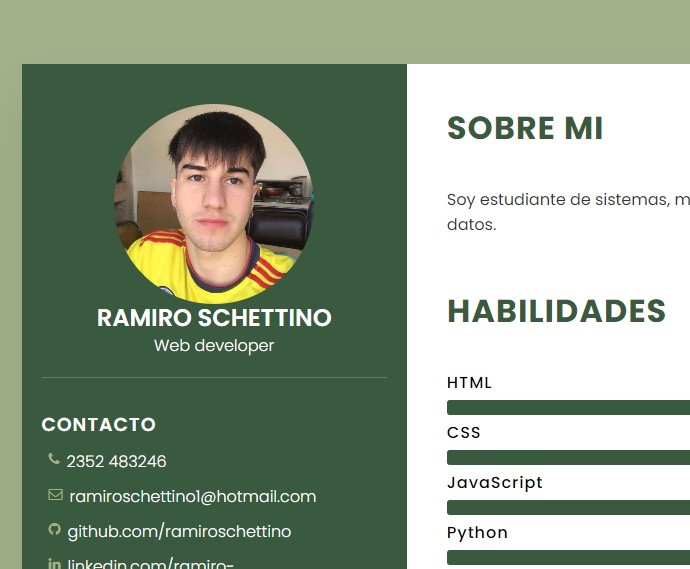 RAMIRO SCHETTINO
Web developer
CONTACTO
2352 483246
ramiroschettino1@hotmail.com
github.com/ramiroschettino
linkedin.com/ramiro-
SOBRE MI
Soy estudiante de sistemas, m
datos.
HABILIDADES
HTML
CSS
JavaScript
Python